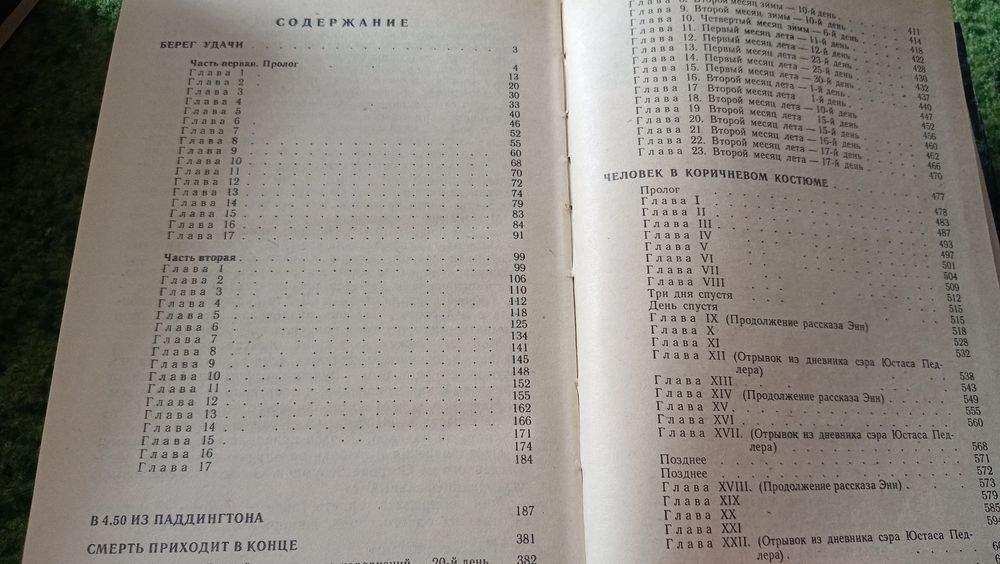 СОДЕРЖАНИЕ
БЕРЕГ УДАЧИ . . . 3
Часть первая. Пролог 4
Глава 1 13
Глава 2 20
Глава 3 30
Глава 4 33
Глава 5 40
Глава 6 46
Глава 7 52
Глава 8 55
Глава 9 60
Глава 10 68
Глава 11 70
Глава 12 72
Глава 13 74
Глава 14 79
Глава 15 83
Глава 16 84
Глава 17 91
Часть вторая . 99
Глава 1 99
Глава 2 106
Глава 3 110
Глава 4 112
Глава 5 118
Глава 6 125
Глава 7 134
Глава 8 141
Глава 9 145
Глава 10 148
Глава 11 152
Глава 12 155
Глава 13 162
Глава 14 166
Глава 15 171
Глава 16 174
Глава 17 184
В 4.50 ИЗ ПАДДИНГТОНА 187
СМЕРТЬ ПРИХОДИТ В КОНЦЕ 381
20-й день 382
Глава 8. Второй месяц зимы — 10-й день . 411
Глава 9. Второй месяц зимы — 10-й день . 414
Глава 10. Четвертый месяц зимы — 6-й день 418
Глава 11. Первый месяц лета — 11-й день . 422
Глава 12. Первый месяц лета — 12-й день . 428
Глава 13. Первый месяц лета — 23-й день . 430
Глава 14. Первый месяц лета — 25-й день . 432
Глава 15. Первый месяц лета — 30-й день . 437
Глава 16. Второй месяц лета — 1-й день . 440
Глава 17 Второй месяц лета 1-й день . 447
Глава 18. Второй месяц лета — 10-й день . 452
Глава 19 Второй месяц лета 15-й день 456
Глава 20. Второй месяц лета — 15-й день . 460
Глава 21 Второй месяц лета — 16-й день . 462
Глава 22. Второй месяц лета — 17-й день . 466
Глава 23. Второй месяц лета — 17-й день . 470
ЧЕЛОВЕК В КОРИЧНЕВОМ КОСТЮМЕ . 477
Пролог 478
Глава I 483
Глава II 487
Глава III 493
Глава IV 497
Глава V 501
Глава VI 504
Глава VII 509
Глава VIII 512
Три дня спустя 515
День спустя 515
Глава IX (Продолжение рассказа Энн) 518
Глава X 528
Глава XI 532
Глава XII (Отрывок из дневника сэра Юстаса Пед-
лера) 538
Глава XIII 543
Глава XIV (Продолжение рассказа Энн) 549
Глава XV 555
Глава XVI 560
Глава XVII. (Отрывок из дневника сэра Юстаса Пед-
лера) 568
Позднее 571
Позднее 572
Глава XVIII. (Продолжение рассказа Энн) . 573
Глава XIX 579
Глава XX 585
Глава XXI 594
Глава XXII. (Отрывок из дневника сэра Юстаса Пед-
лера) .